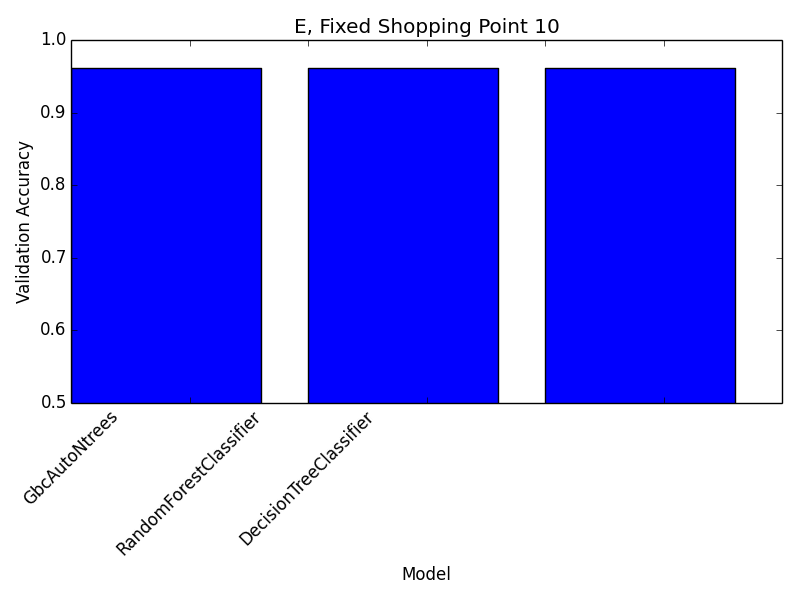 E, Fixed Shopping Point 10
1.0
0.9
0.8
0.7
0.6
0.5
Validation Accuracy
GbcAutoNtrees
RandomForestClassifier
DecisionTreeClassifier
Model